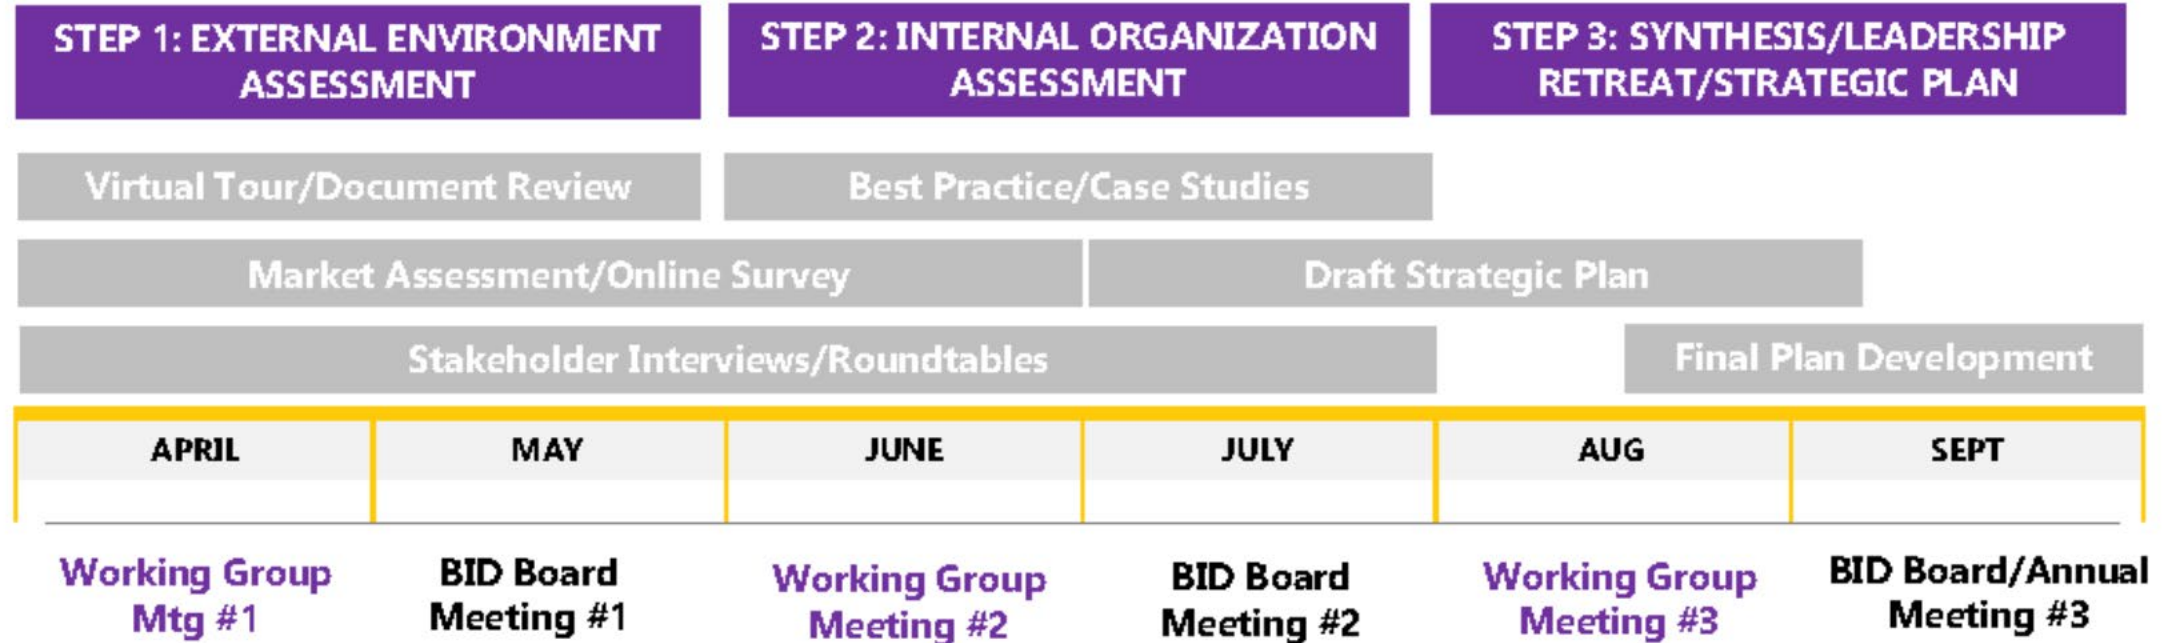 STEP 1: EXTERNAL ENVIRONMENT
ASSESSMENT
STEP 2: INTERNAL ORGANIZATION
ASSESSMENT
STEP 3: SYNTHESIS/LEADERSHIP
RETREAT/STRATEGIC PLAN
Virtual Tour/Document Review
Best Practice/Case Studies
Market Assessment/Online Survey
Draft Strategic Plan
Stakeholder Interviews/Roundtables
Final Plan Development
APRIL
MAY
JUNE
JULY
AUG
SEPT
Working Group
Mtg #1
BID Board
Meeting #1
Working Group
Meeting #2
BID Board
Meeting #2
Working Group
Meeting #3
BID Board/Annual
Meeting #3